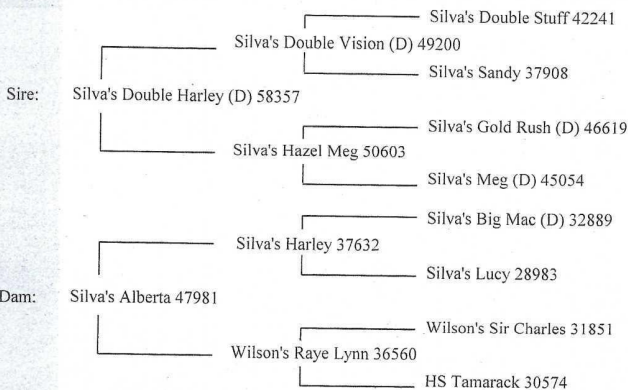 Silva's Double Stuff 42241
Silva's Double Vision (D) 49200
Silva's Sandy 37908
Sire: Silva's Double Harley (D) 58357
Silva's Gold Rush (D) 46619
Silva's Hazel Meg 50603
Silva's Meg (D) 45054
Silva's Big Mac (D) 32889
Silva's Harley 37632
Silva's Lucy 28983
Dam: Silva's Alberta 47981
Wilson's Sir Charles 31851
Wilson's Raye Lynn 36560
HS Tamarack 30574